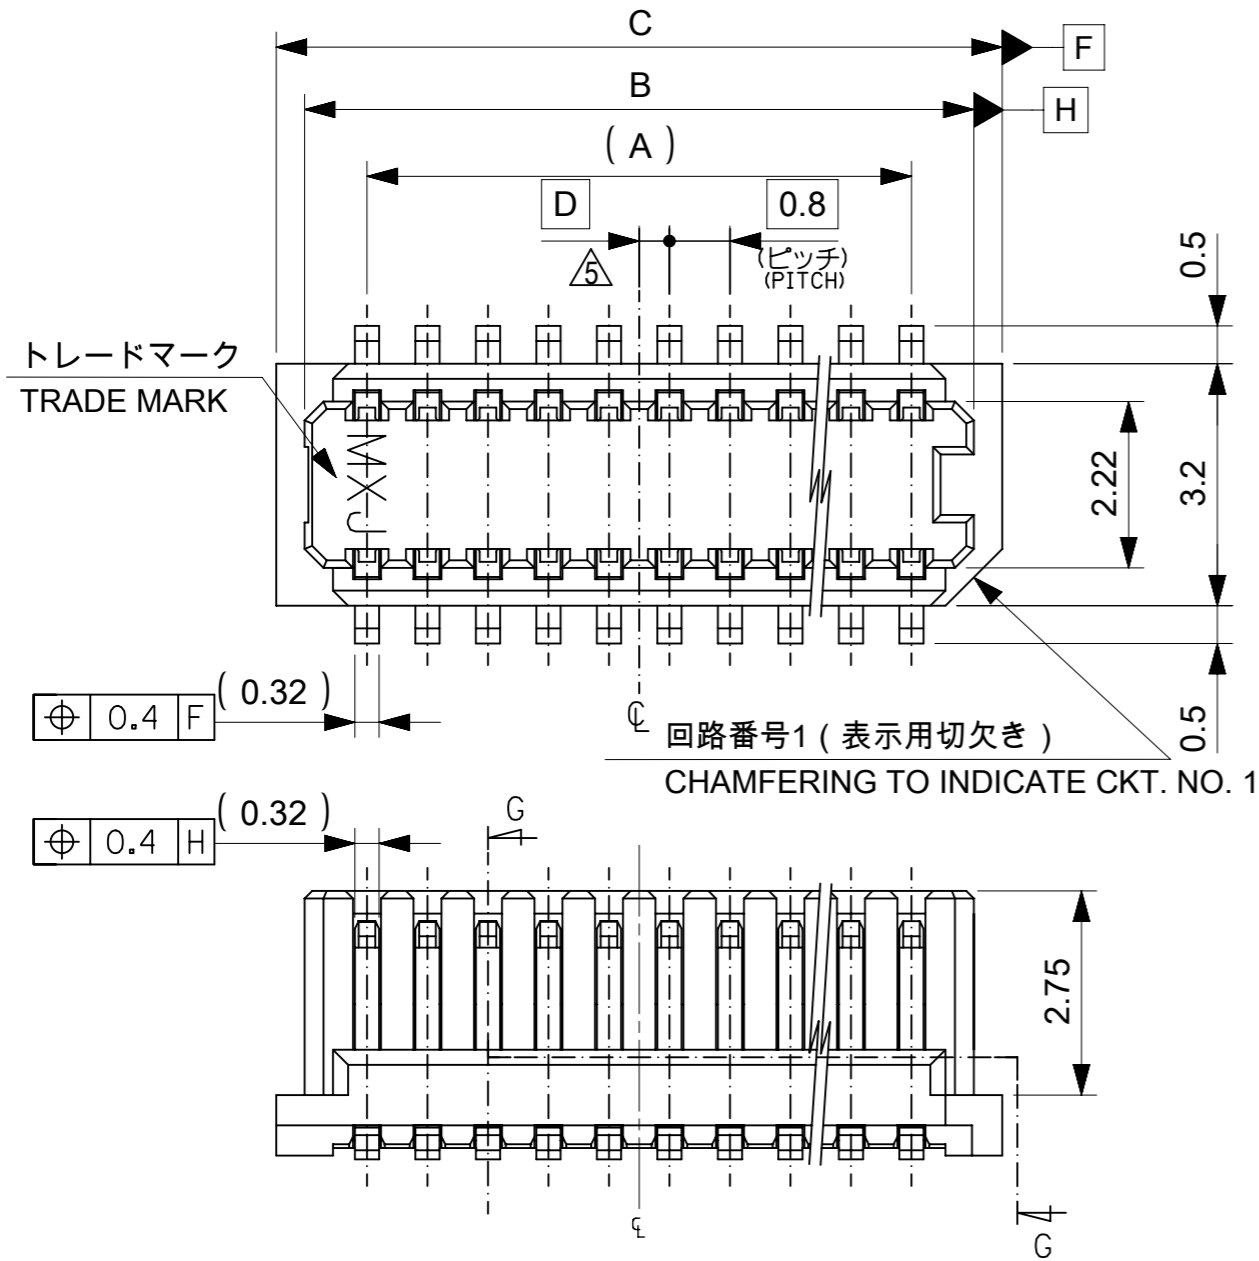 C
F
B
H
( A )
D
0.8
5
(ピッチ)
(PITCH)
0.5
トレードマーク
TRADE MARK
MXJ
2.22
3.2
( 0.32 )
⌖ 0.4 F
℄
0.5
回路番号1 ( 表示用切欠き )
CHAMFERING TO INDICATE CKT. NO. 1
( 0.32 )
⌖ 0.4 H
G
2.75
℄
G